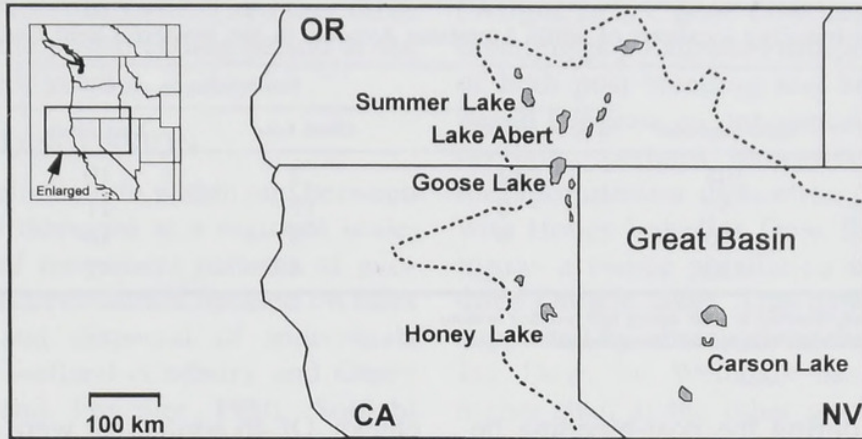 OR
Summer Lake
Lake Abert
Enlarged
Goose Lake
Great Basin
Honey Lake
Carson Lake
100 km
CA
NV